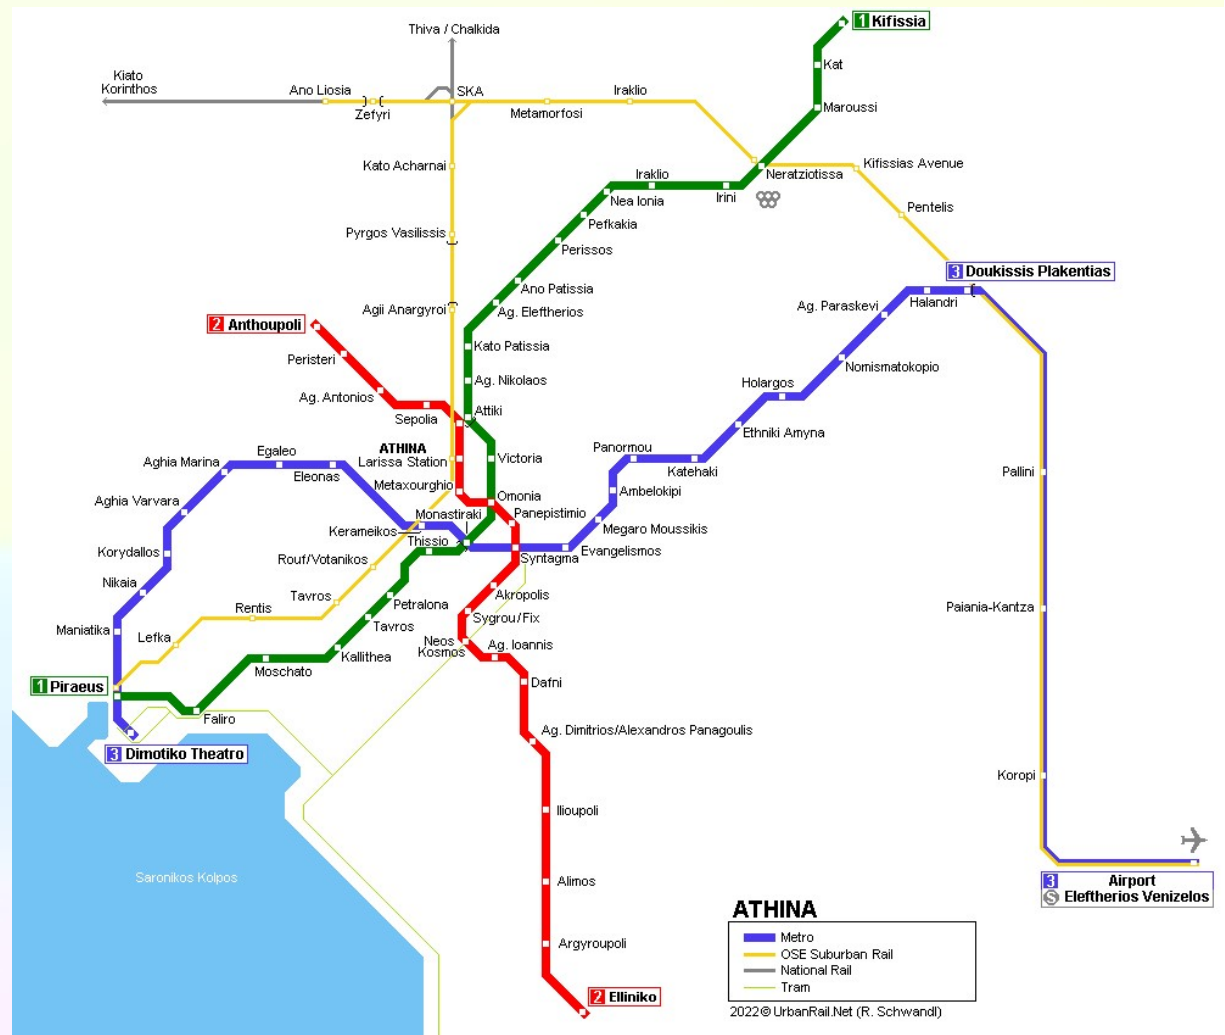 Thiva / Chalkida
1 Kifissia
Kat
Kiato
Korinthos
Ano Liosia
Zefyri
SKA
Metamorfosi
Iraklio
Maroussi
Kato Acharnai
Iraklio
Nea Ionia
Irini
Neratziotissa
Kifissias Avenue
Pefkakia
Pentelis
Pyrgos Vasilissis
Perissos
3 Doukissis Plakentias
Ano Patissia
Agii Anargyroi
Ag. Eleftherios
Ag. Paraskevi
Halandri
2 Anthoupoli
Peristeri
Kato Patissia
Nomismatokopio
Ag. Antonios
Ag. Nikolaos
Holargos
Sepolia
Attiki
Ethniki Amyna
ATHINA
Larissa Station
Victoria
Panormou
Katehaki
Egaleo
Aghia Marina
Eleonas
Metaxourghio
Omonia
Ambelokipi
Pallini
Aghia Varvara
Monastiraki
Panepistimio
Megaro Moussikis
Kerameikos
Thissio
Syntagma
Evangelismos
Korydallos
Rouf/Votanikos
Nikaia
Tavros
Akropolis
Petralona
Rentis
Sygrou/Fix
Paiania-Kantza
Maniatika
Lefka
Tavros
Neos
Kosmos
Ag. Ioannis
Kallithea
Moschato
Dafni
1 Piraeus
Faliro
Ag. Dimitrios/Alexandros Panagoulis
3 Dimotiko Theatro
Koropi
Ilioupoli
Saronikos Kolpos
Alimos
3 Airport
S Eleftherios Venizelos
Argyroupoli
2 Elliniko
ATHINA
Metro
OSE Suburban Rail
National Rail
Tram
2022 © UrbanRail.Net (R. Schwandl)